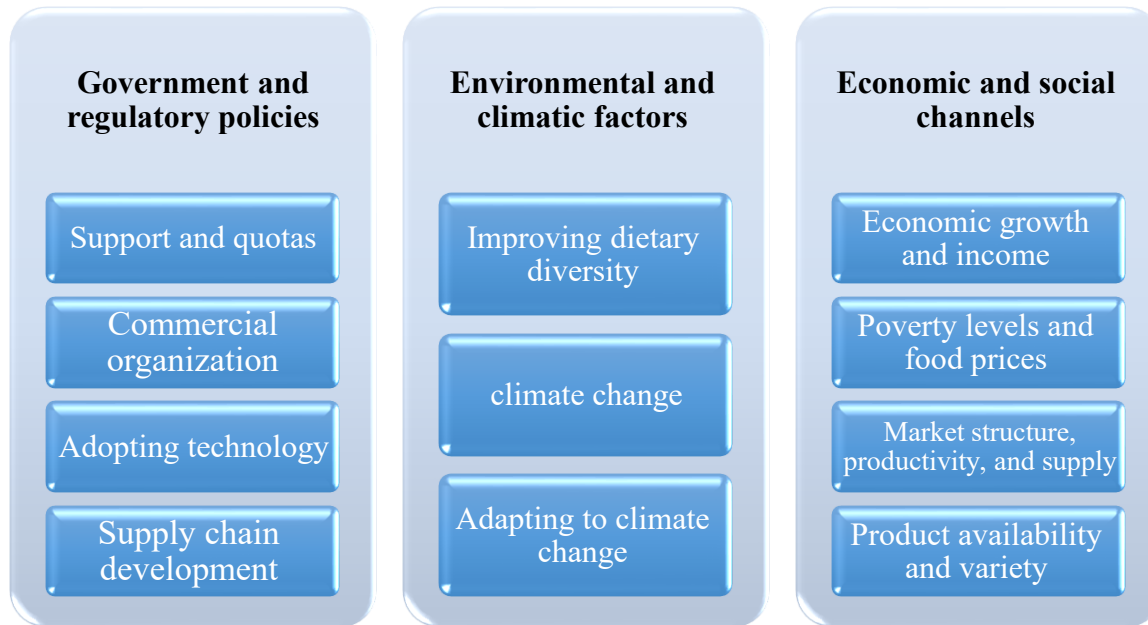 Government and
regulatory policies
Support and quotas
Commercial
organization
Adopting technology
Supply chain
development
Environmental and
climatic factors
Improving dietary
diversity
climate change
Adapting to climate
change
Economic and social
channels
Economic growth
and income
Poverty levels and
food prices
Market structure,
productivity, and supply
Product availability
and variety